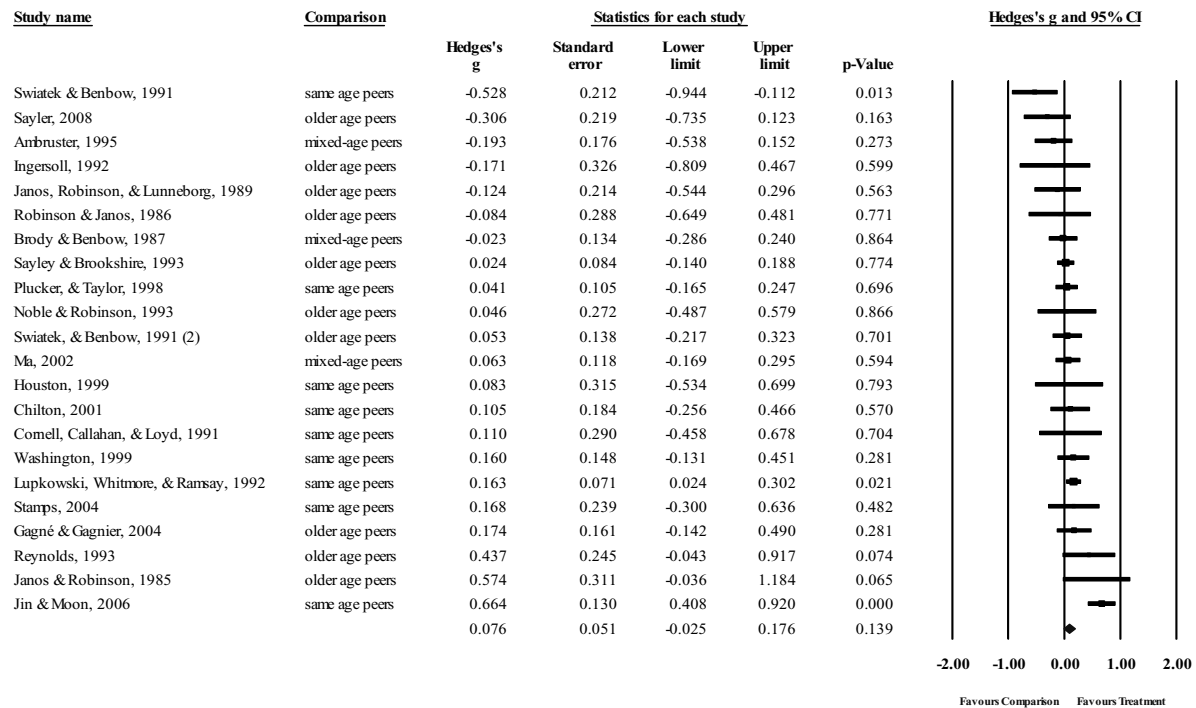 Study name Comparison Statistics for each study Hedges's g and 95% CI
Hedges's g Standard error Lower limit Upper limit p-Value
Swiatek & Benbow, 1991 same age peers -0.528 0.212 -0.944 -0.112 0.013
Sayler, 2008 older age peers -0.306 0.219 -0.735 0.123 0.163
Ambruster, 1995 mixed-age peers -0.193 0.176 -0.538 0.152 0.273
Ingersoll, 1992 older age peers -0.171 0.326 -0.809 0.467 0.599
Janos, Robinson, & Lunneborg, 1989 older age peers -0.124 0.214 -0.544 0.296 0.563
Robinson & Janos, 1986 older age peers -0.084 0.288 -0.649 0.481 0.771
Brody & Benbow, 1987 mixed-age peers -0.023 0.134 -0.286 0.240 0.864
Sayley & Brookshire, 1993 older age peers 0.024 0.084 -0.140 0.188 0.774
Plucker, & Taylor, 1998 same age peers 0.041 0.105 -0.165 0.247 0.696
Noble & Robinson, 1993 older age peers 0.046 0.272 -0.487 0.579 0.866
Swiatek, & Benbow, 1991 (2) older age peers 0.053 0.138 -0.217 0.323 0.701
Ma, 2002 mixed-age peers 0.063 0.118 -0.169 0.295 0.594
Houston, 1999 same age peers 0.083 0.315 -0.534 0.699 0.793
Chilton, 2001 same age peers 0.105 0.184 -0.256 0.466 0.570
Cornell, Callahan, & Loyd, 1991 same age peers 0.110 0.290 -0.458 0.678 0.704
Washington, 1999 same age peers 0.160 0.148 -0.131 0.451 0.281
Lupkowski, Whitmore, & Ramsay, 1992 same age peers 0.163 0.071 0.024 0.302 0.021
Stamps, 2004 same age peers 0.168 0.239 -0.300 0.636 0.482
Gagné & Gagnier, 2004 older age peers 0.174 0.161 -0.142 0.490 0.281
Reynolds, 1993 older age peers 0.437 0.245 -0.043 0.917 0.074
Janos & Robinson, 1985 older age peers 0.574 0.311 -0.036 1.184 0.065
Jin & Moon, 2006 same age peers 0.664 0.130 0.408 0.920 0.000
0.076 0.051 -0.025 0.176 0.139
-2.00 -1.00 0.00 1.00 2.00
Favours Comparison Favours Treatment